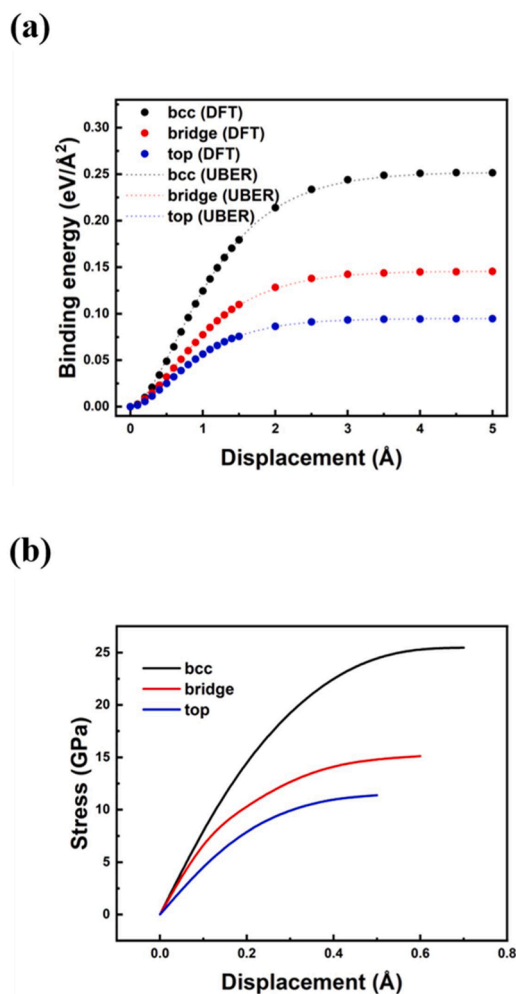 (a)
bcc (DFT)
bridge (DFT)
top (DFT)
bcc (UBER)
bridge (UBER)
top (UBER)
Binding energy (eV/Å²)
0.30
0.25
0.20
0.15
0.10
0.05
0.00
0 1 2 3 4 5
Displacement (Å)
(b)
bcc
bridge
top
Stress (GPa)
25
20
15
10
5
0
0.0 0.2 0.4 0.6 0.8
Displacement (Å)